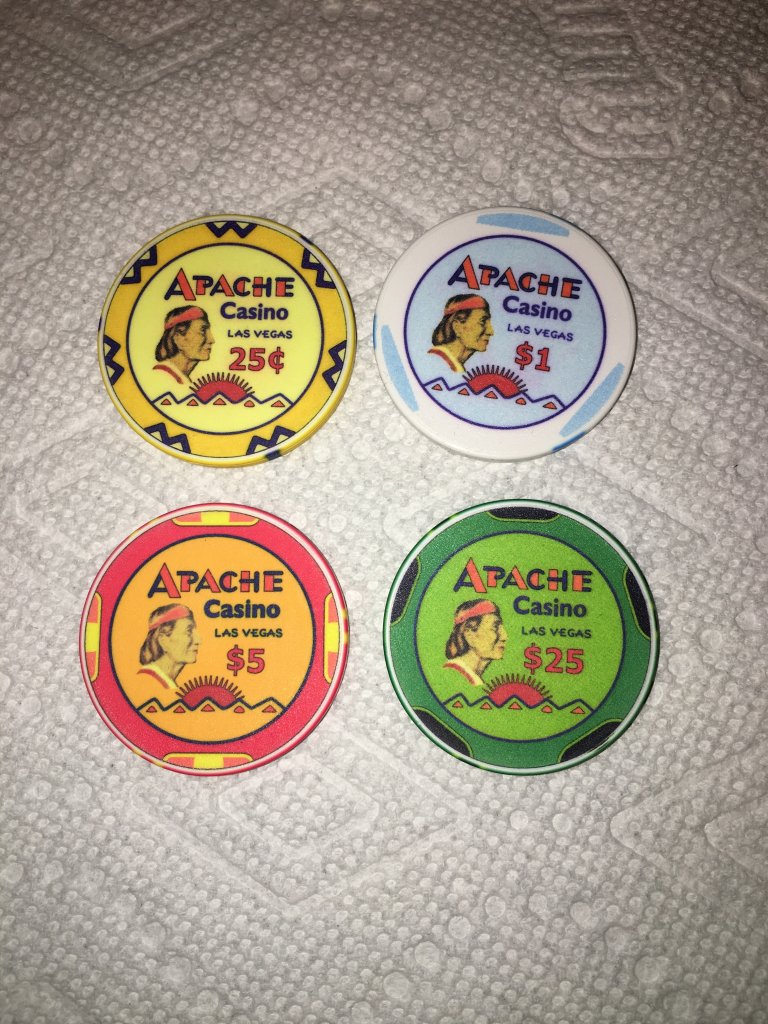 APACHE
Casino
LAS VEGAS
25¢
APACHE
Casino
LAS VEGAS
$1
APACHE
Casino
LAS VEGAS
$5
APACHE
Casino
LAS VEGAS
$25